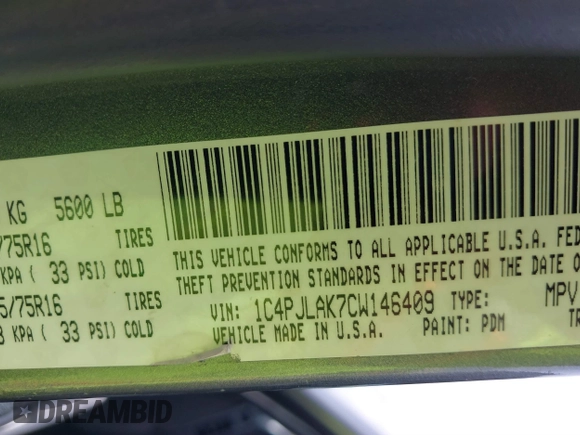 KG 5600 LB
/75R16 TIRES
KPA ( 33 PSI) COLD
5/75R16 TIRES
KPA ( 33 PSI) COLD
THIS VEHICLE CONFORMS TO ALL APPLICABLE U.S.A. FED
THEFT PREVENTION STANDARDS IN EFFECT ON THE DATE O
VIN: 1C4PJLAK7CW146409 TYPE: MPV
VEHICLE MADE IN U.S.A. PAINT: PDM TR
DREAMBID